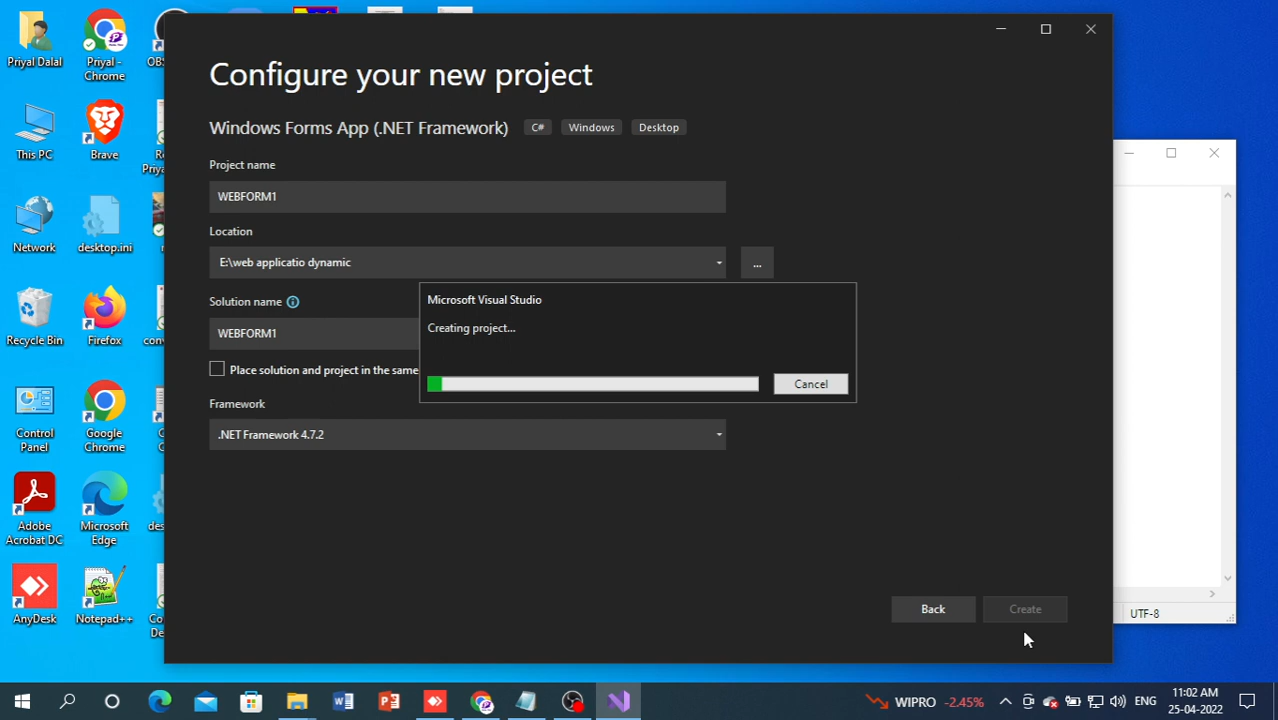 Configure your new project
Windows Forms App (.NET Framework) C# Windows Desktop
Project name
WEBFORM1
Location
E:\web applicatio dynamic
...
Solution name
WEBFORM1
Place solution and project in the same
Framework
.NET Framework 4.7.2
Microsoft Visual Studio
Creating project...
Cancel
Back
Create
UTF-8
Priyal Dalal
Priyal - Chrome
OBS
This PC
Brave
Network
desktop.ini
Recycle Bin
Firefox
Control Panel
Google Chrome
Adobe Acrobat DC
Microsoft Edge
AnyDesk
Notepad++
WIPRO -2.45%
ENG
11:02 AM
25-04-2022